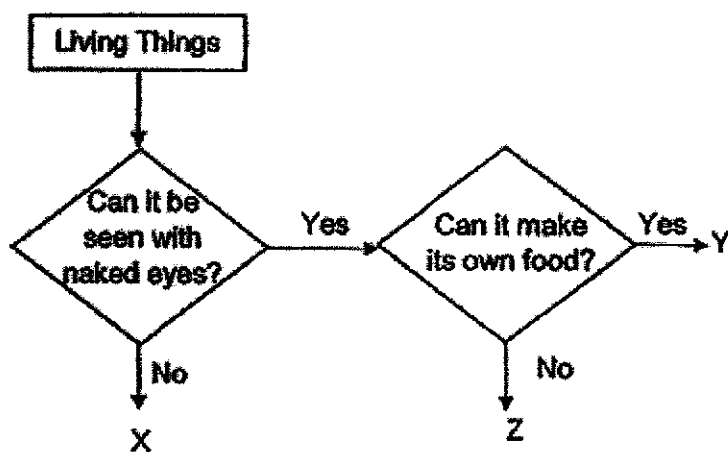 Living Things
Can it be
seen with
naked eyes?
Yes
Can it make
its own food?
Yes
Y
No
X
No
Z